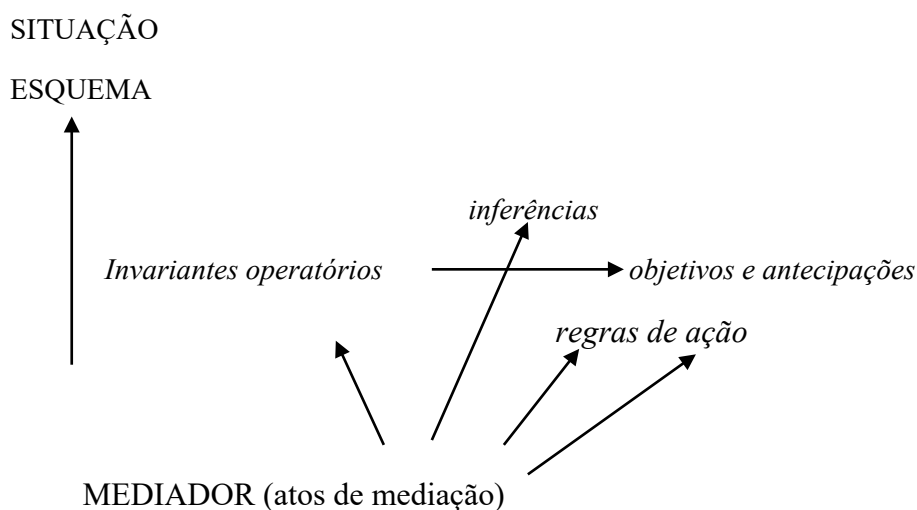 SITUAÇÃO
ESQUEMA
inferências
Invariantes operatórios
objetivos e antecipações
regras de ação
MEDIADOR (atos de mediação)